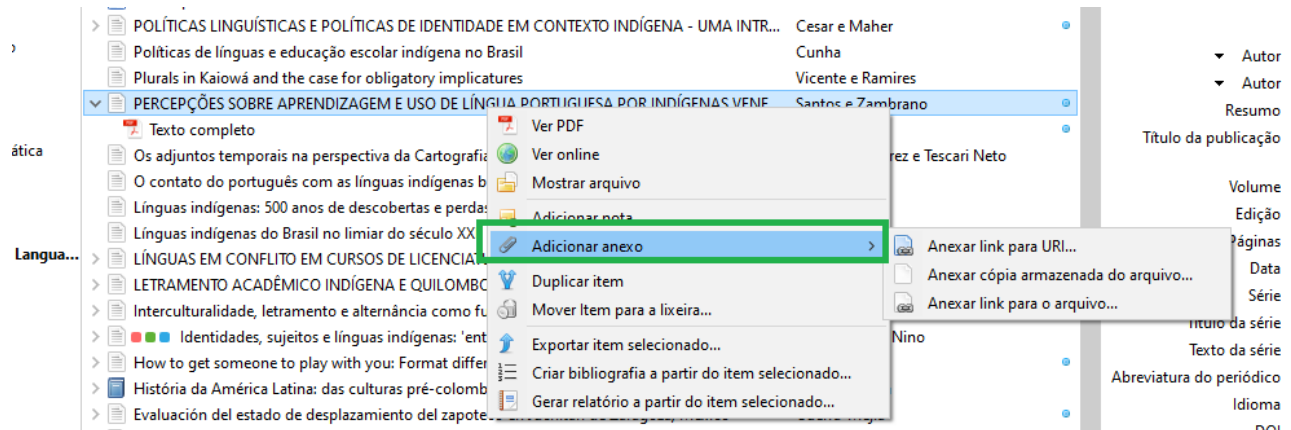 POLÍTICAS LINGUÍSTICAS E POLÍTICAS DE IDENTIDADE EM CONTEXTO INDÍGENA - UMA INTR... Cesar e Maher
Políticas de línguas e educação escolar indígena no Brasil Cunha
Plurals in Kaiowá and the case for obligatory implicatures Vicente e Ramires
PERCEPÇÕES SOBRE APRENDIZAGEM E USO DE LÍNGUA PORTUGUESA POR INDÍGENAS VENE Santos e Zambrano
Texto completo
ática
Os adjuntos temporais na perspectiva da Cartografia rez e Tescari Neto
O contato do português com as línguas indígenas b
Línguas indígenas: 500 anos de descobertas e perdas
Línguas indígenas do Brasil no limiar do século XX
Langua...
LÍNGUAS EM CONFLITO EM CURSOS DE LICENCIAT
LETRAMENTO ACADÊMICO INDÍGENA E QUILOMBO
Interculturalidade, letramento e alternância como fu
Identidades, sujeitos e línguas indígenas: 'ent Nino
How to get someone to play with you: Format differ
História da América Latina: das culturas pré-colomb
Evaluación del estado de desplazamiento del zapote
Ver PDF
Ver online
Mostrar arquivo
Adicionar nota
Adicionar anexo
Duplicar item
Mover Item para a lixeira...
Exportar item selecionado...
Criar bibliografia a partir do item selecionado...
Gerar relatório a partir do item selecionado...
Anexar link para URI...
Anexar cópia armazenada do arquivo...
Anexar link para o arquivo...
Autor
Autor
Resumo
Título da publicação
Volume
Edição
Páginas
Data
Série
Título da série
Texto da série
Abreviatura do periódico
Idioma
DOI